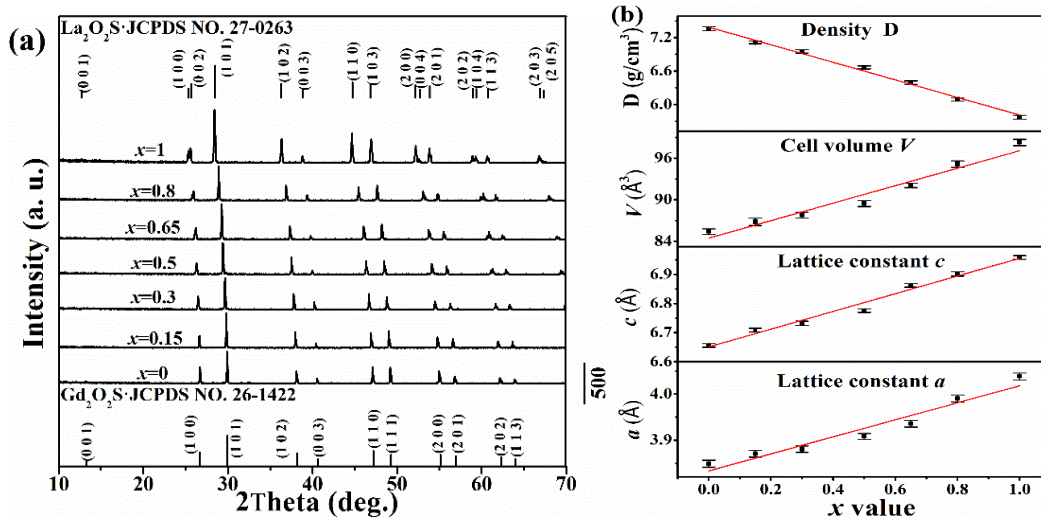 (a)
La2O2S·JCPDS NO. 27-0263
(0 0 1)
(1 0 0)
(0 0 2)
(1 0 1)
(1 0 2)
(0 0 3)
(1 1 0)
(1 0 3)
(2 0 0)
(0 0 4)
(2 0 1)
(2 0 2)
(1 0 4)
(1 1 3)
(2 0 3)
(2 0 5)
x=1
x=0.8
x=0.65
x=0.5
x=0.3
x=0.15
x=0
Gd2O2S·JCPDS NO. 26-1422
(0 0 1)
(1 0 0)
(1 0 1)
(1 0 2)
(0 0 3)
(1 1 0)
(1 1 1)
(2 0 0)
(2 0 1)
(2 0 2)
(1 1 3)
Intensity (a. u.)
500
10 20 30 40 50 60 70
2Theta (deg.)
(b)
Density D
D (g/cm3)
7.2
6.6
6.0
Cell volume V
V (Å3)
96
90
84
Lattice constant c
c (Å)
6.9
6.8
6.7
6.6
Lattice constant a
a (Å)
4.0
3.9
0.0 0.2 0.4 0.6 0.8 1.0
x value